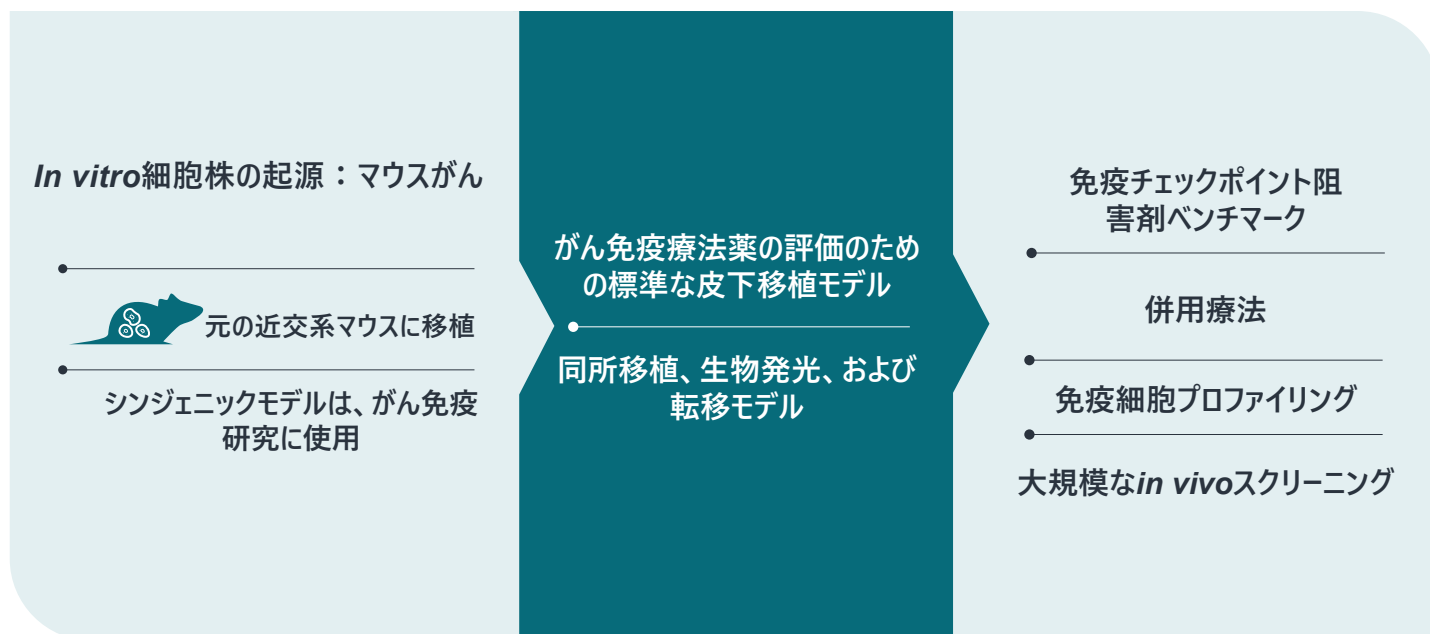 In vitro細胞株の起源：マウスがん
元の近交系マウスに移植
シンジェニックモデルは、がん免疫
研究に使用
がん免疫療法薬の評価のため
の標準な皮下移植モデル
同所移植、生物発光、および
転移モデル
免疫チェックポイント阻
害剤ベンチマーク
併用療法
免疫細胞プロファイリング
大規模なin vivoスクリーニング